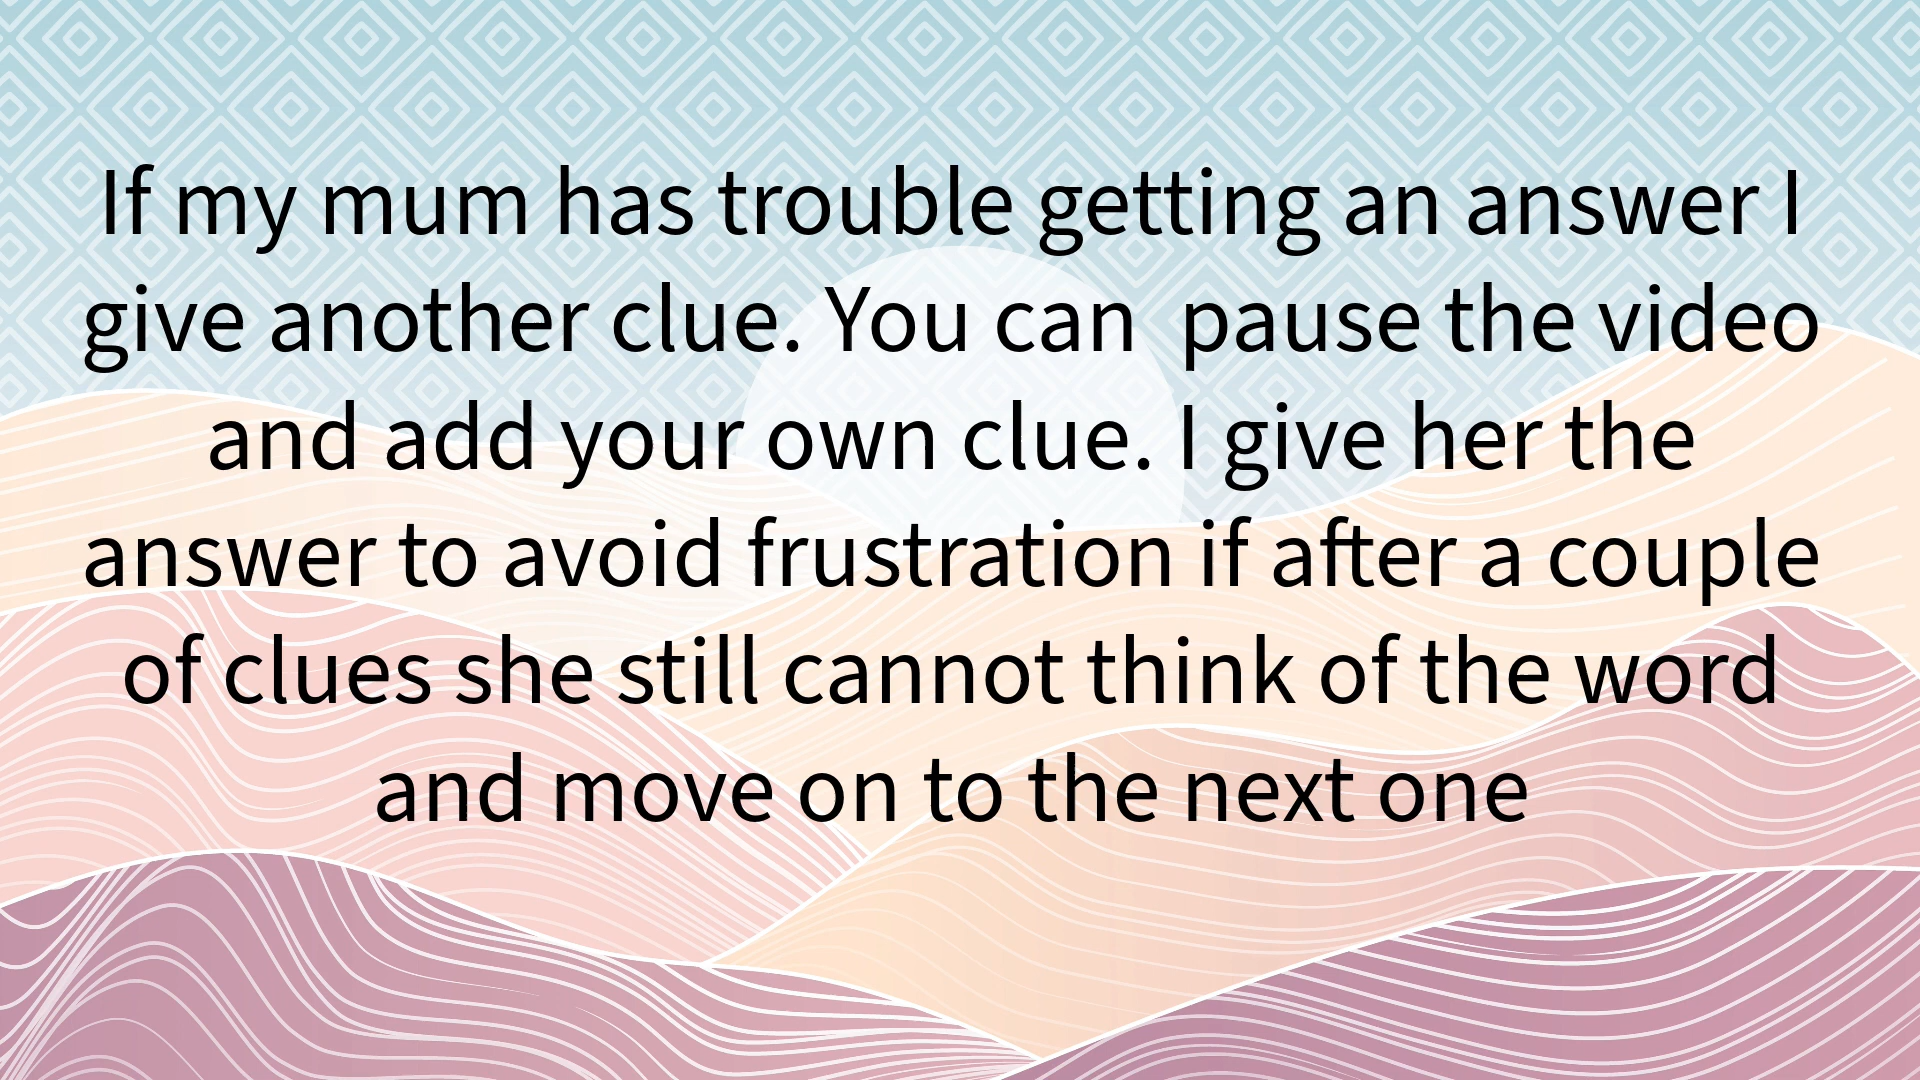 If my mum has trouble getting an answer I
give another clue. You can  pause the video
and add your own clue. I give her the
answer to avoid frustration if after a couple
of clues she still cannot think of the word
and move on to the next one